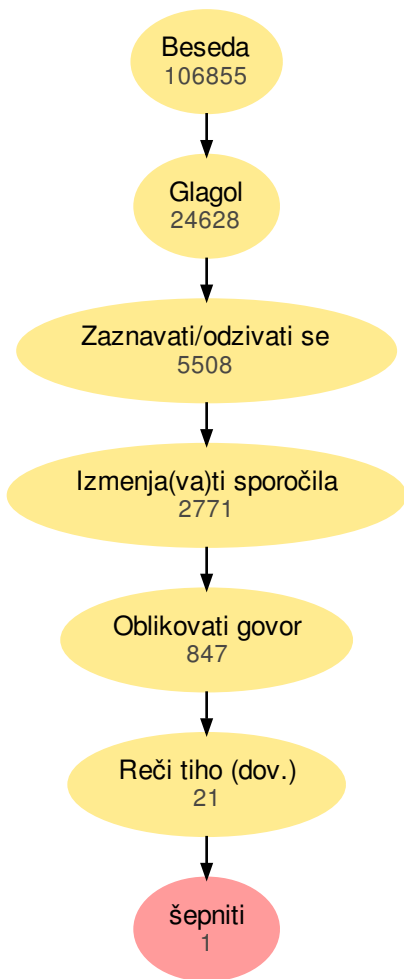 Beseda
106855
Glagol
24628
Zaznavati/odzivati se
5508
Izmenja(va)ti sporočila
2771
Oblikovati govor
847
Reči tiho (dov.)
21
šepniti
1